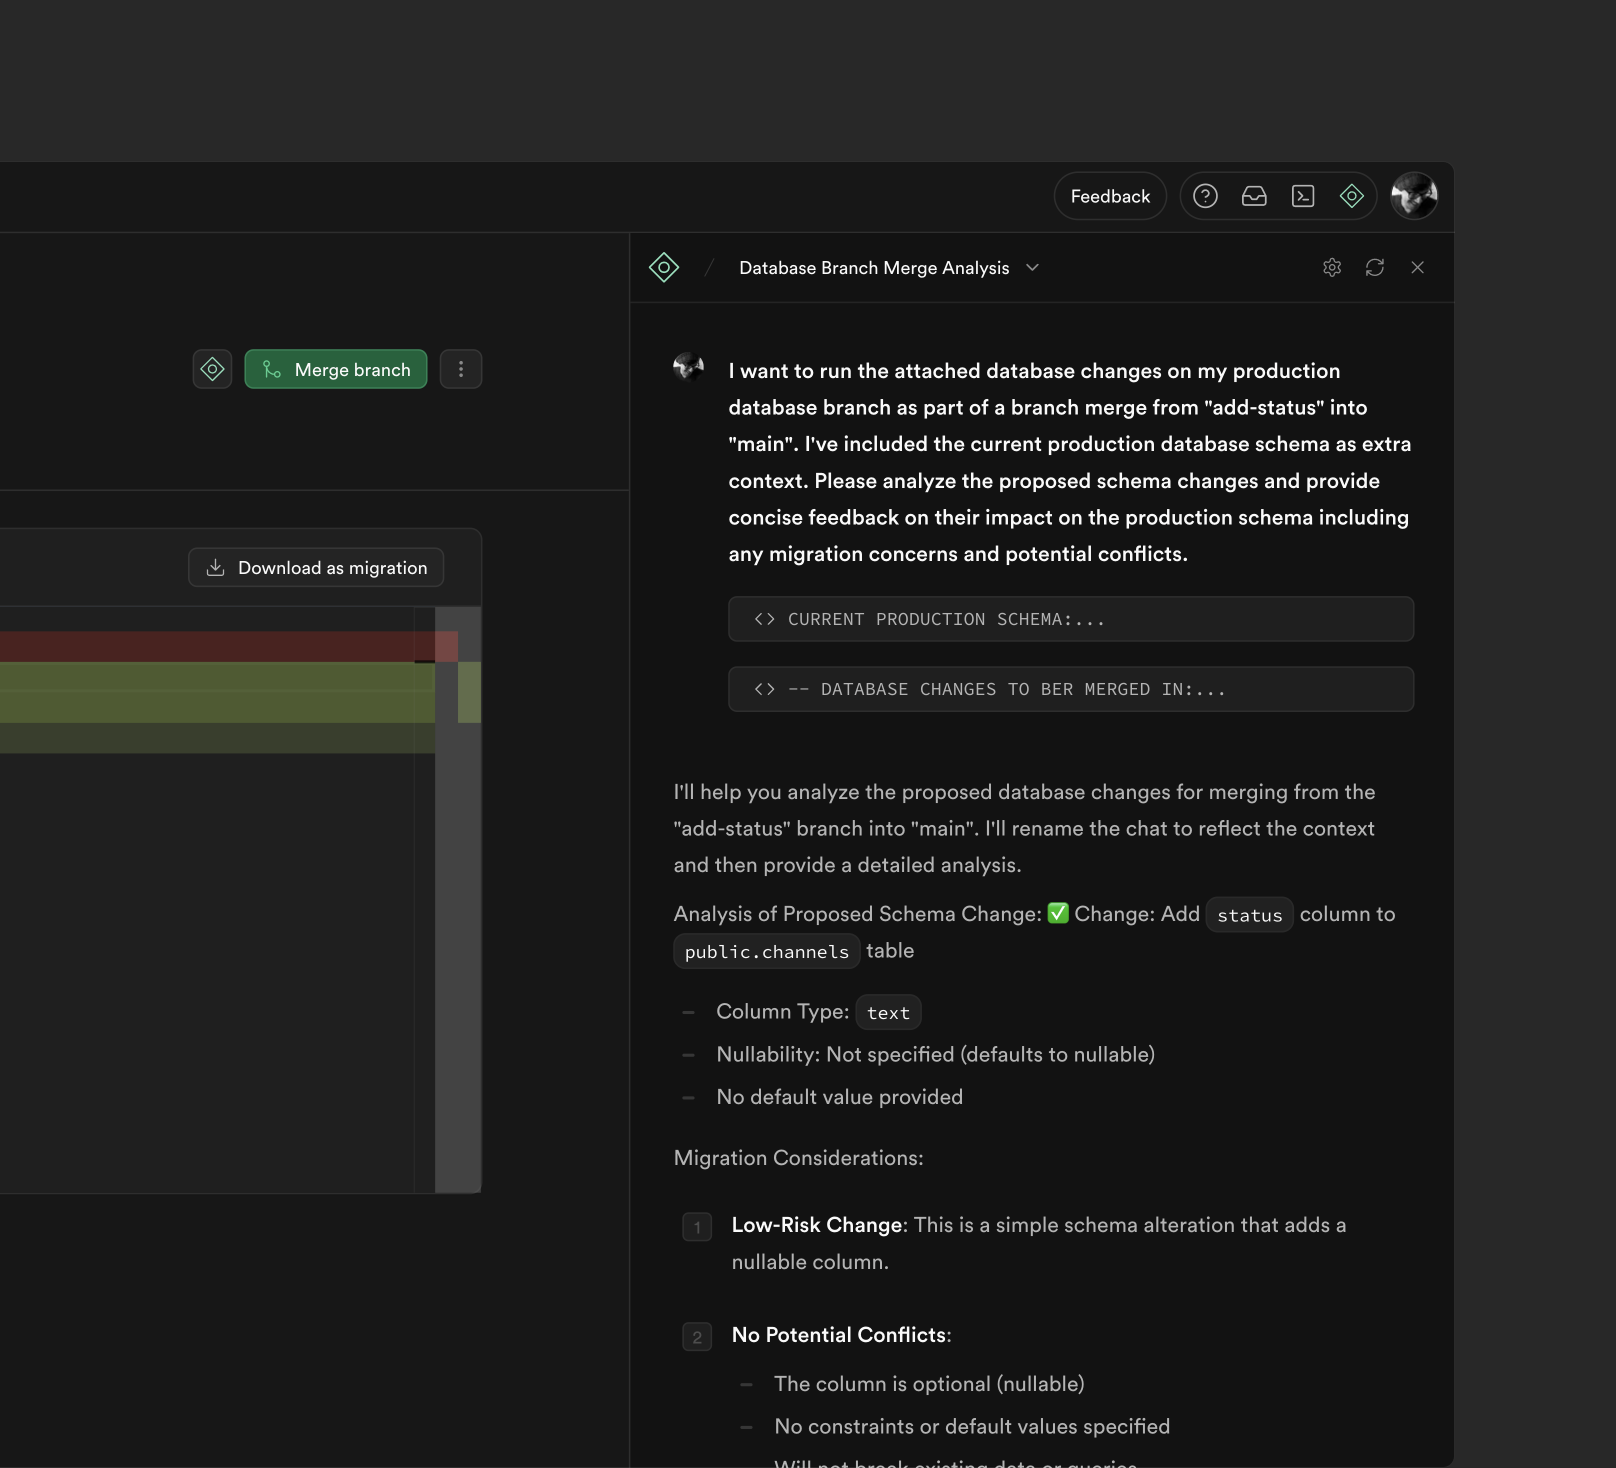 Feedback
Database Branch Merge Analysis
Merge branch
Download as migration
I want to run the attached database changes on my production
database branch as part of a branch merge from "add-status" into
"main". I've included the current production database schema as extra
context. Please analyze the proposed schema changes and provide
concise feedback on their impact on the production schema including
any migration concerns and potential conflicts.
<> CURRENT PRODUCTION SCHEMA:...
<> -- DATABASE CHANGES TO BER MERGED IN:...
I'll help you analyze the proposed database changes for merging from the
"add-status" branch into "main". I'll rename the chat to reflect the context
and then provide a detailed analysis.
Analysis of Proposed Schema Change: ✅ Change: Add status column to
public.channels table
– Column Type: text
– Nullability: Not specified (defaults to nullable)
– No default value provided
Migration Considerations:
1 Low-Risk Change: This is a simple schema alteration that adds a
nullable column.
2 No Potential Conflicts:
– The column is optional (nullable)
– No constraints or default values specified
Will not break existing data or queries